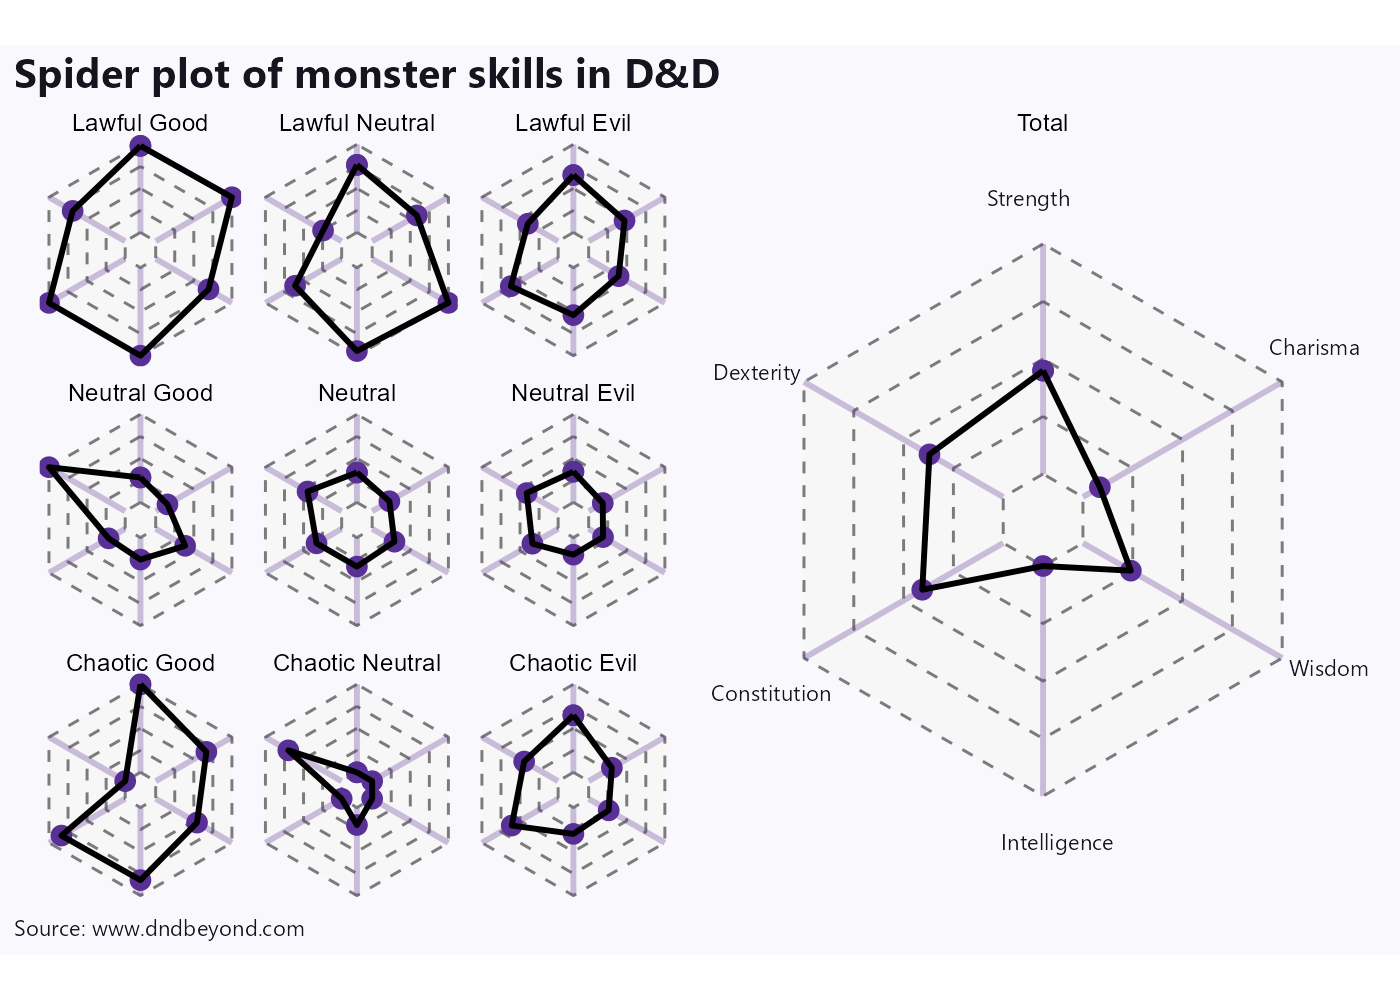 Spider plot of monster skills in D&D
Lawful Good
Lawful Neutral
Lawful Evil
Total
Strength
Charisma
Dexterity
Neutral Good
Neutral
Neutral Evil
Chaotic Good
Chaotic Neutral
Chaotic Evil
Wisdom
Constitution
Intelligence
Source: www.dndbeyond.com